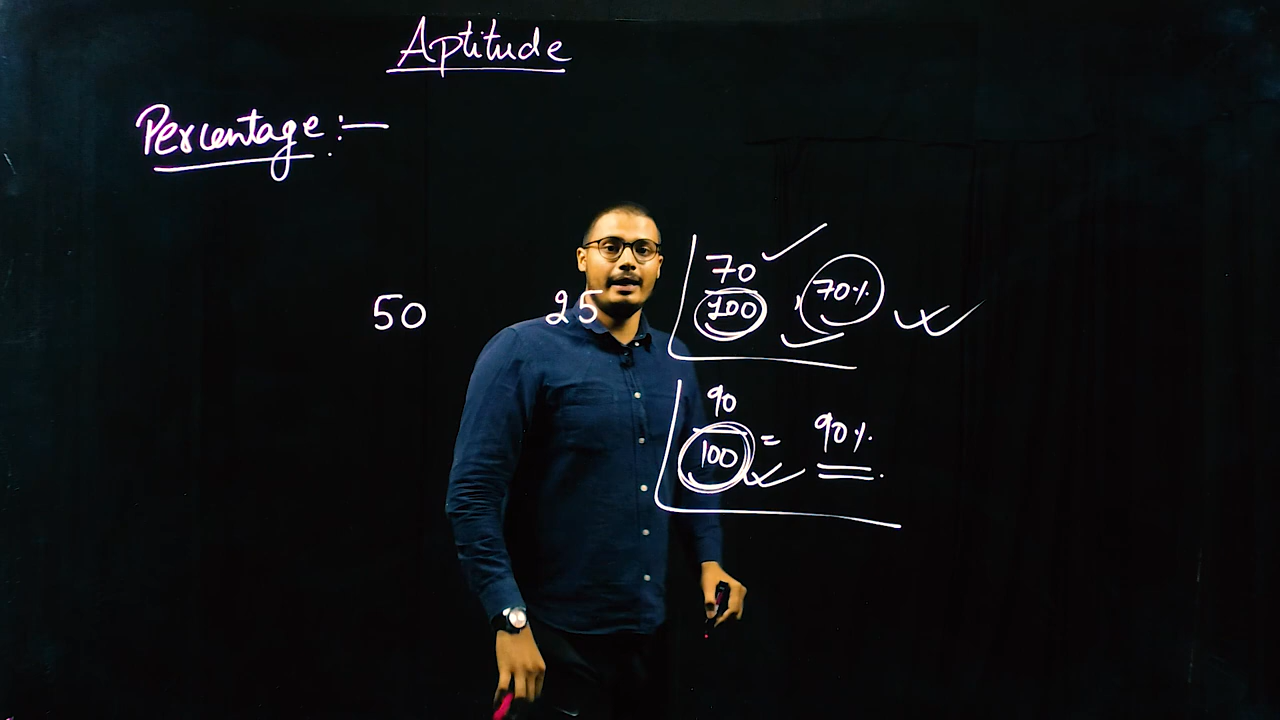 Aptitude
Percentage :-
50 25
70
100 , 70%
90
100 = 90%